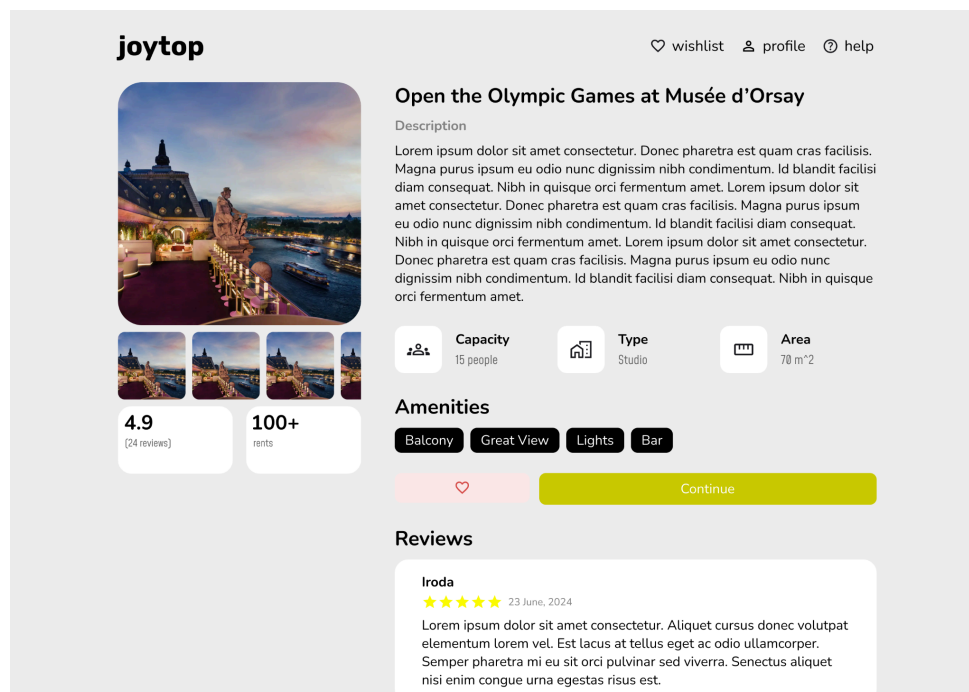 joytop
wishlist
profile
help
Open the Olympic Games at Musée d’Orsay
Description
Lorem ipsum dolor sit amet consectetur. Donec pharetra est quam cras facilisis.
Magna purus ipsum eu odio nunc dignissim nibh condimentum. Id blandit facilisi
diam consequat. Nibh in quisque orci fermentum amet. Lorem ipsum dolor sit
amet consectetur. Donec pharetra est quam cras facilisis. Magna purus ipsum
eu odio nunc dignissim nibh condimentum. Id blandit facilisi diam consequat.
Nibh in quisque orci fermentum amet. Lorem ipsum dolor sit amet consectetur.
Donec pharetra est quam cras facilisis. Magna purus ipsum eu odio nunc
dignissim nibh condimentum. Id blandit facilisi diam consequat. Nibh in quisque
orci fermentum amet.
Capacity
15 people
Type
Studio
Area
70 m^2
4.9
(24 reviews)
100+
rents
Amenities
Balcony
Great View
Lights
Bar
Continue
Reviews
Iroda
23 June, 2024
Lorem ipsum dolor sit amet consectetur. Aliquet cursus donec volutpat
elementum lorem vel. Est lacus at tellus eget ac odio ullamcorper.
Semper pharetra mi eu sit orci pulvinar sed viverra. Senectus aliquet
nisi enim congue urna egestas risus est.